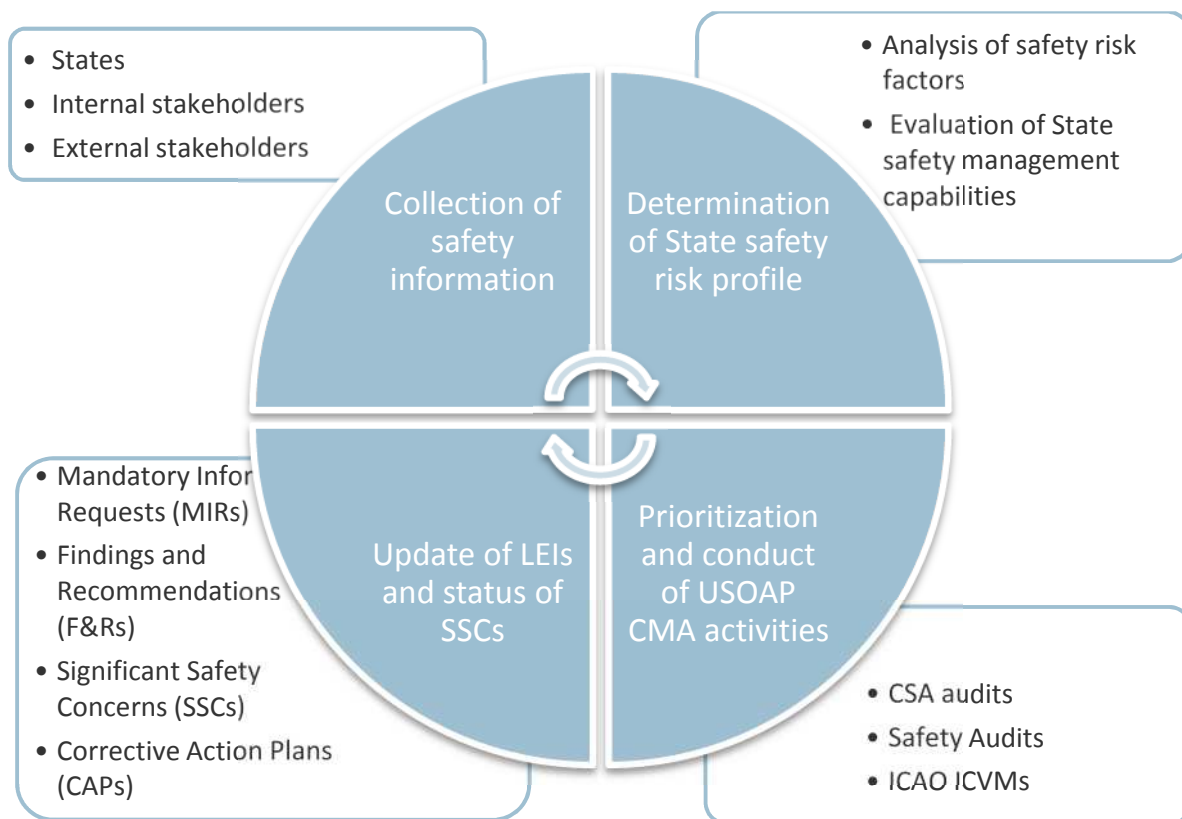 • States
• Internal stakeholders
• External stakeholders
• Analysis of safety risk
factors
• Evaluation of State
safety management
capabilities
Collection of
safety
information
Determination
of State safety
risk profile
• Mandatory Infor
Requests (MIRs)
• Findings and
Recommendations
(F&Rs)
• Significant Safety
Concerns (SSCs)
• Corrective Action Plans
(CAPs)
Update of LEIs
and status of
SSCs
Prioritization
and conduct
of USOAP
CMA activities
• CSA audits
• Safety Audits
• ICAO ICVMs